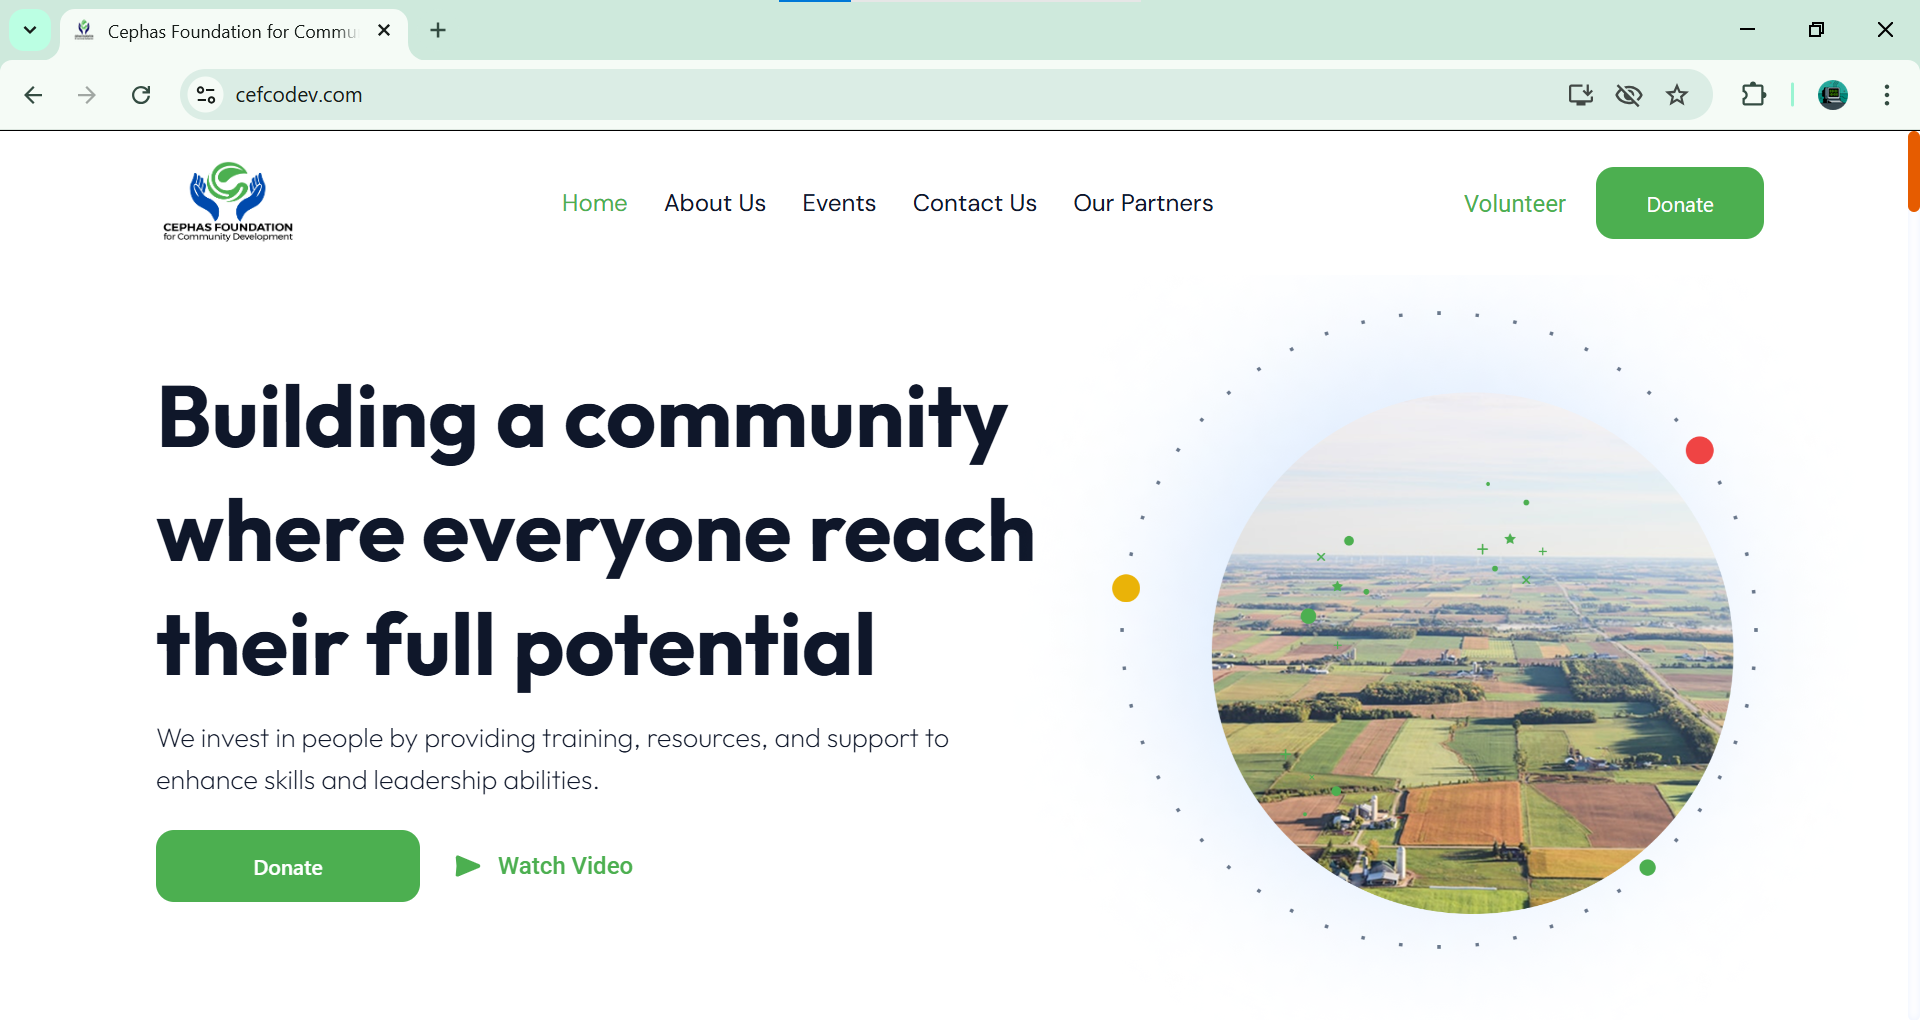 Cephas Foundation for Commu
cefcodev.com
CEPHAS FOUNDATION
for Community Development
Home
About Us
Events
Contact Us
Our Partners
Volunteer
Donate
Building a community
where everyone reach
their full potential
We invest in people by providing training, resources, and support to
enhance skills and leadership abilities.
Donate
Watch Video